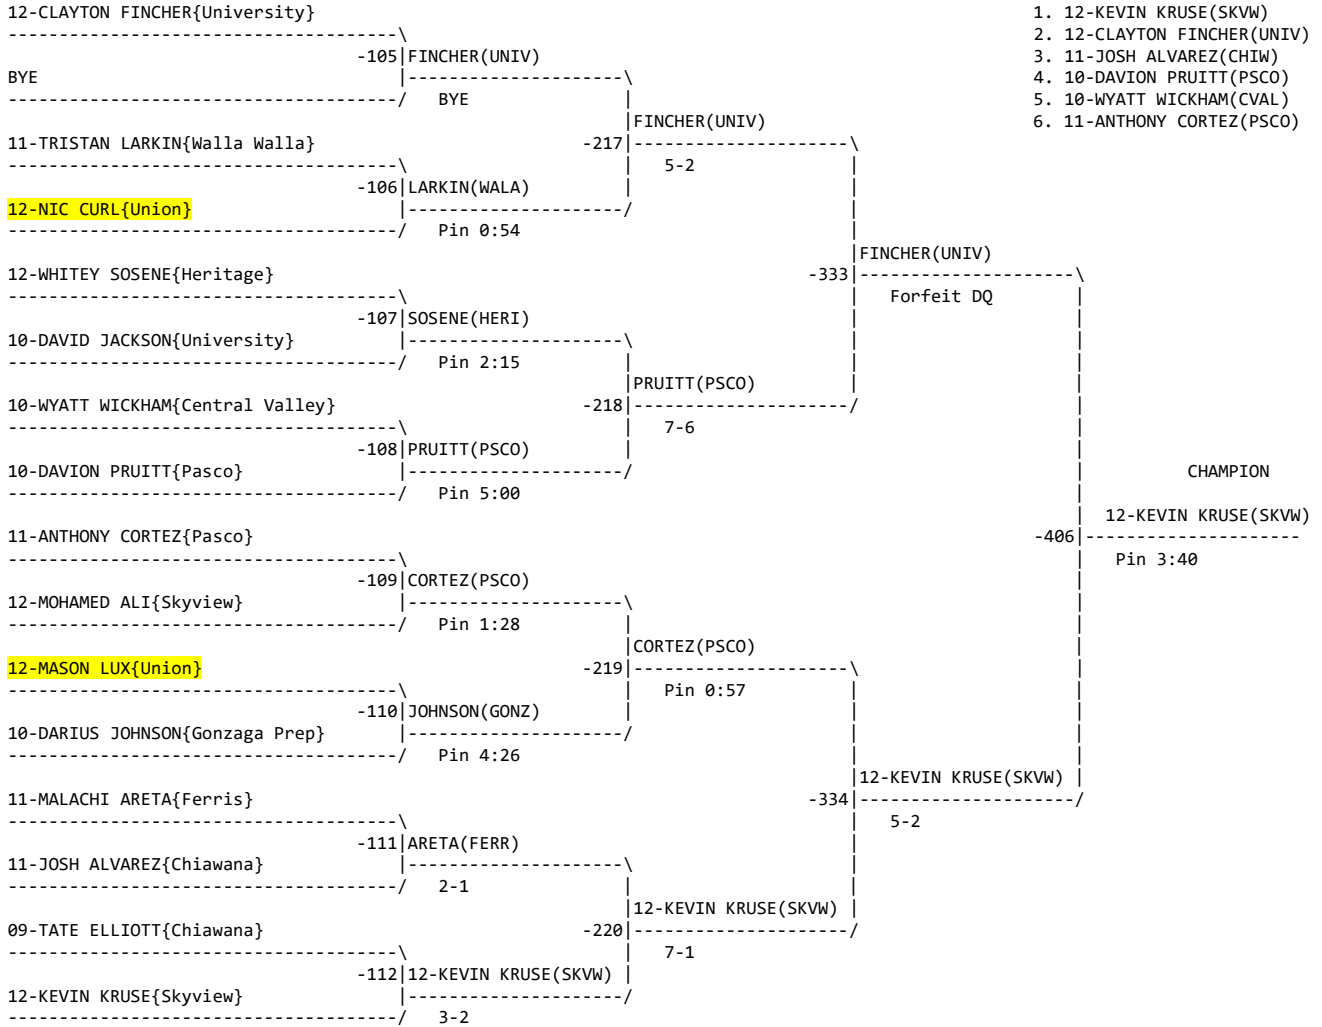 12-CLAYTON FINCHER{University} 1. 12-KEVIN KRUSE(SKVW)
--------------------------------------\ 2. 12-CLAYTON FINCHER(UNIV)
-105|FINCHER(UNIV) 3. 11-JOSH ALVAREZ(CHIW)
BYE |---------------------\ 4. 10-DAVION PRUITT(PSCO)
--------------------------------------/ BYE | 5. 10-WYATT WICKHAM(CVAL)
|FINCHER(UNIV) 6. 11-ANTHONY CORTEZ(PSCO)
11-TRISTAN LARKIN{Walla Walla} -217|---------------------\
--------------------------------------\ | 5-2 |
-106|LARKIN(WALA) | |
12-NIC CURL{Union} |---------------------/ |
--------------------------------------/ Pin 0:54 |
|FINCHER(UNIV)
12-WHITEY SOSENE{Heritage} -333|---------------------\
--------------------------------------\ | Forfeit DQ |
-107|SOSENE(HERI) | |
10-DAVID JACKSON{University} |---------------------\ | |
--------------------------------------/ Pin 2:15 | | |
|PRUITT(PSCO) | |
10-WYATT WICKHAM{Central Valley} -218|---------------------/ |
--------------------------------------\ | 7-6 |
-108|PRUITT(PSCO) | |
10-DAVION PRUITT{Pasco} |---------------------/ | CHAMPION
--------------------------------------/ Pin 5:00 |
| 12-KEVIN KRUSE(SKVW)
11-ANTHONY CORTEZ{Pasco} -406|---------------------
--------------------------------------\ | Pin 3:40
-109|CORTEZ(PSCO) |
12-MOHAMED ALI{Skyview} |---------------------\ |
--------------------------------------/ Pin 1:28 | |
|CORTEZ(PSCO) |
12-MASON LUX{Union} -219|---------------------\ |
--------------------------------------\ | Pin 0:57 | |
-110|JOHNSON(GONZ) | | |
10-DARIUS JOHNSON{Gonzaga Prep} |---------------------/ | |
--------------------------------------/ Pin 4:26 | |
|12-KEVIN KRUSE(SKVW) |
11-MALACHI ARETA{Ferris} -334|---------------------/
--------------------------------------\ | 5-2
-111|ARETA(FERR) |
11-JOSH ALVAREZ{Chiawana} |---------------------\ |
--------------------------------------/ 2-1 | |
|12-KEVIN KRUSE(SKVW) |
09-TATE ELLIOTT{Chiawana} -220|---------------------/
--------------------------------------\ | 7-1
-112|12-KEVIN KRUSE(SKVW) |
12-KEVIN KRUSE{Skyview} |---------------------/
--------------------------------------/ 3-2